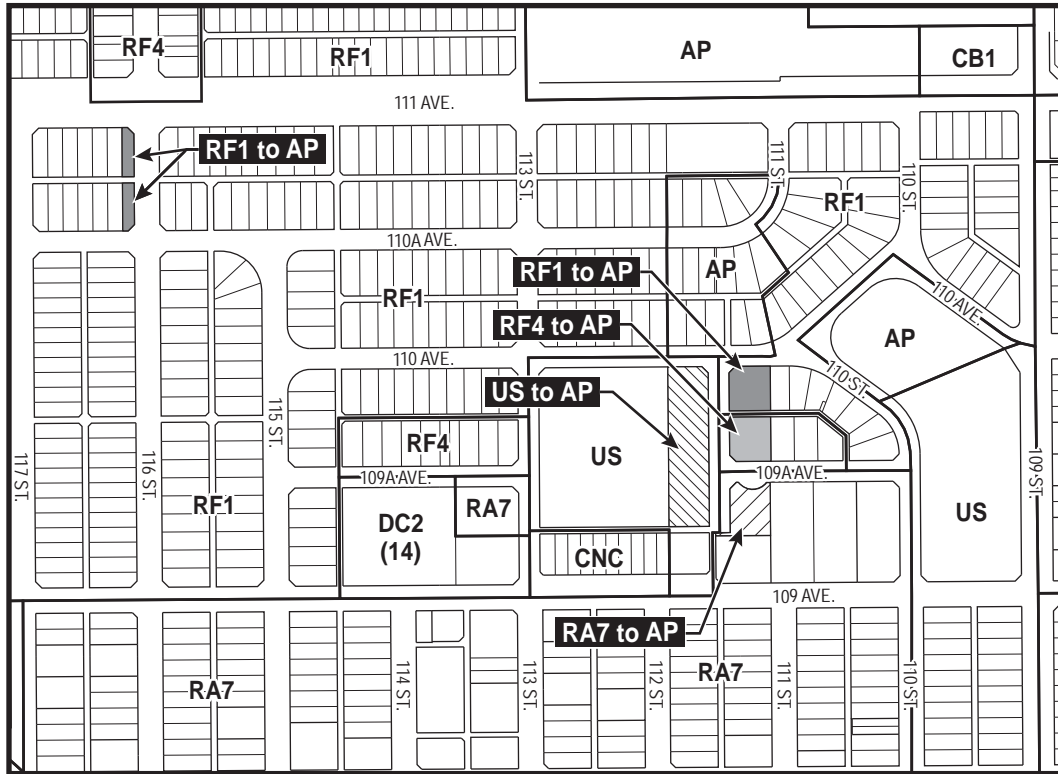 RF4
RF1
AP
CB1
111 AVE.
RF1 to AP
113 ST.
111 ST.
110 ST.
RF1
110A AVE.
AP
RF1 to AP
110 AVE.
RF1
RF4 to AP
AP
110 AVE.
110 ST.
US to AP
115 ST.
RF4
US
109A AVE.
109A AVE.
117 ST.
116 ST.
109 ST.
RF1
RA7
US
DC2
(14)
CNC
109 AVE.
RA7 to AP
RA7
114 ST.
113 ST.
112 ST.
RA7
111 ST.
110 ST.